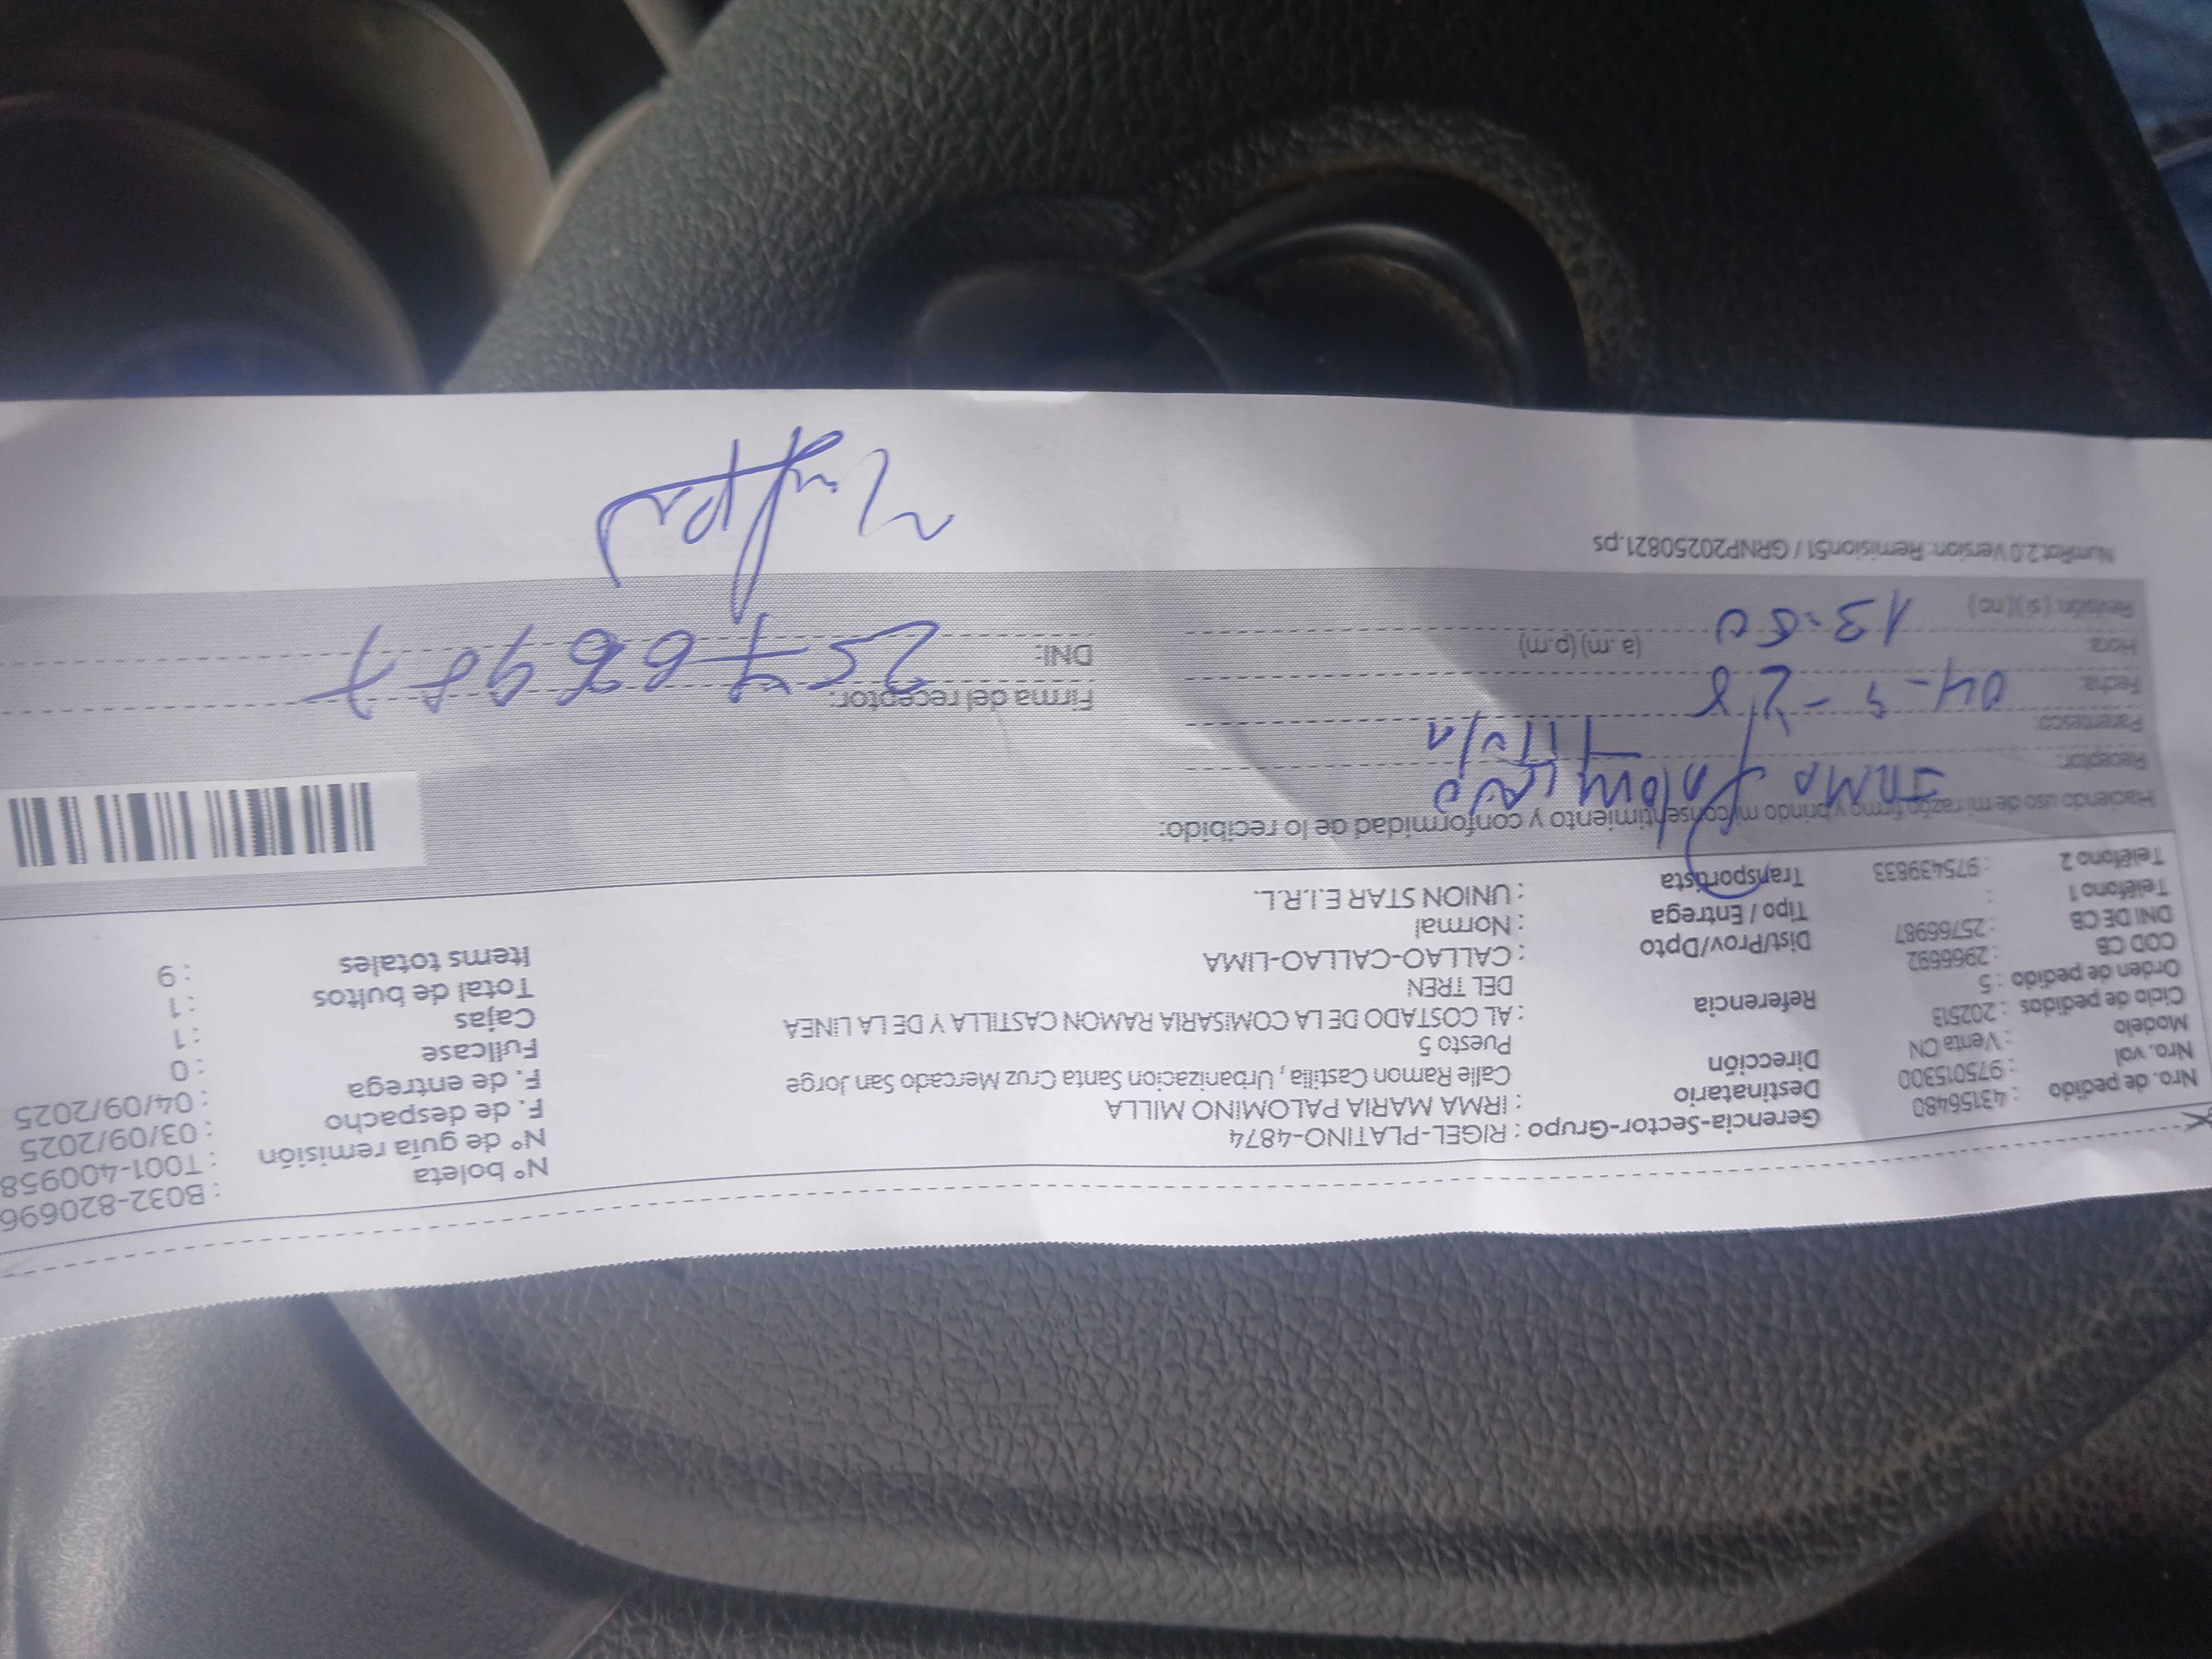 Nro. de pedido : 43156480 Gerencia-Sector-Grupo : RIGEL-PLATINO-4874 N° boleta : B032-820696
Nro. vol : 975015300 Destinatario : IRMA MARIA PALOMINO MILLA N° de guía remisión : T001-400958
Modelo : Venta CN Dirección Calle Ramon Castilla, Urbanizacion Santa Cruz Mercado San Jorge F. de despacho : 03/09/2025
Puesto 5 F. de entrega : 04/09/2025
Ciclo de pedidos : 202513 Referencia : AL COSTADO DE LA COMISARIA RAMON CASTILLA Y DE LA LINEA Fullcase : 0
Orden de pedido : 5 DEL TREN Cajas : 1
COD CB : 2966692 Dist/Prov/Dpto : CALLAO-CALLAO-LIMA Total de bultos : 1
DNI DE CB : 25766987 Tipo / Entrega : Normal Items totales : 9
Teléfono 1 : Transportista : UNION STAR E.I.R.L.
Teléfono 2 : 975439833
Haciendo uso de mi razón firmo y brindo mi consentimiento y conformidad de lo recibido:
Receptor: IRMA Palomino
Parentesco: Titula
Fecha: 04-9-25 Firma del receptor:
Hora: 13:50 (a.m) (p.m) DNI: 25766987
Revisión: (si) (no)
NumRot.2.0 Version: Remision51 / GRNP20250821.ps